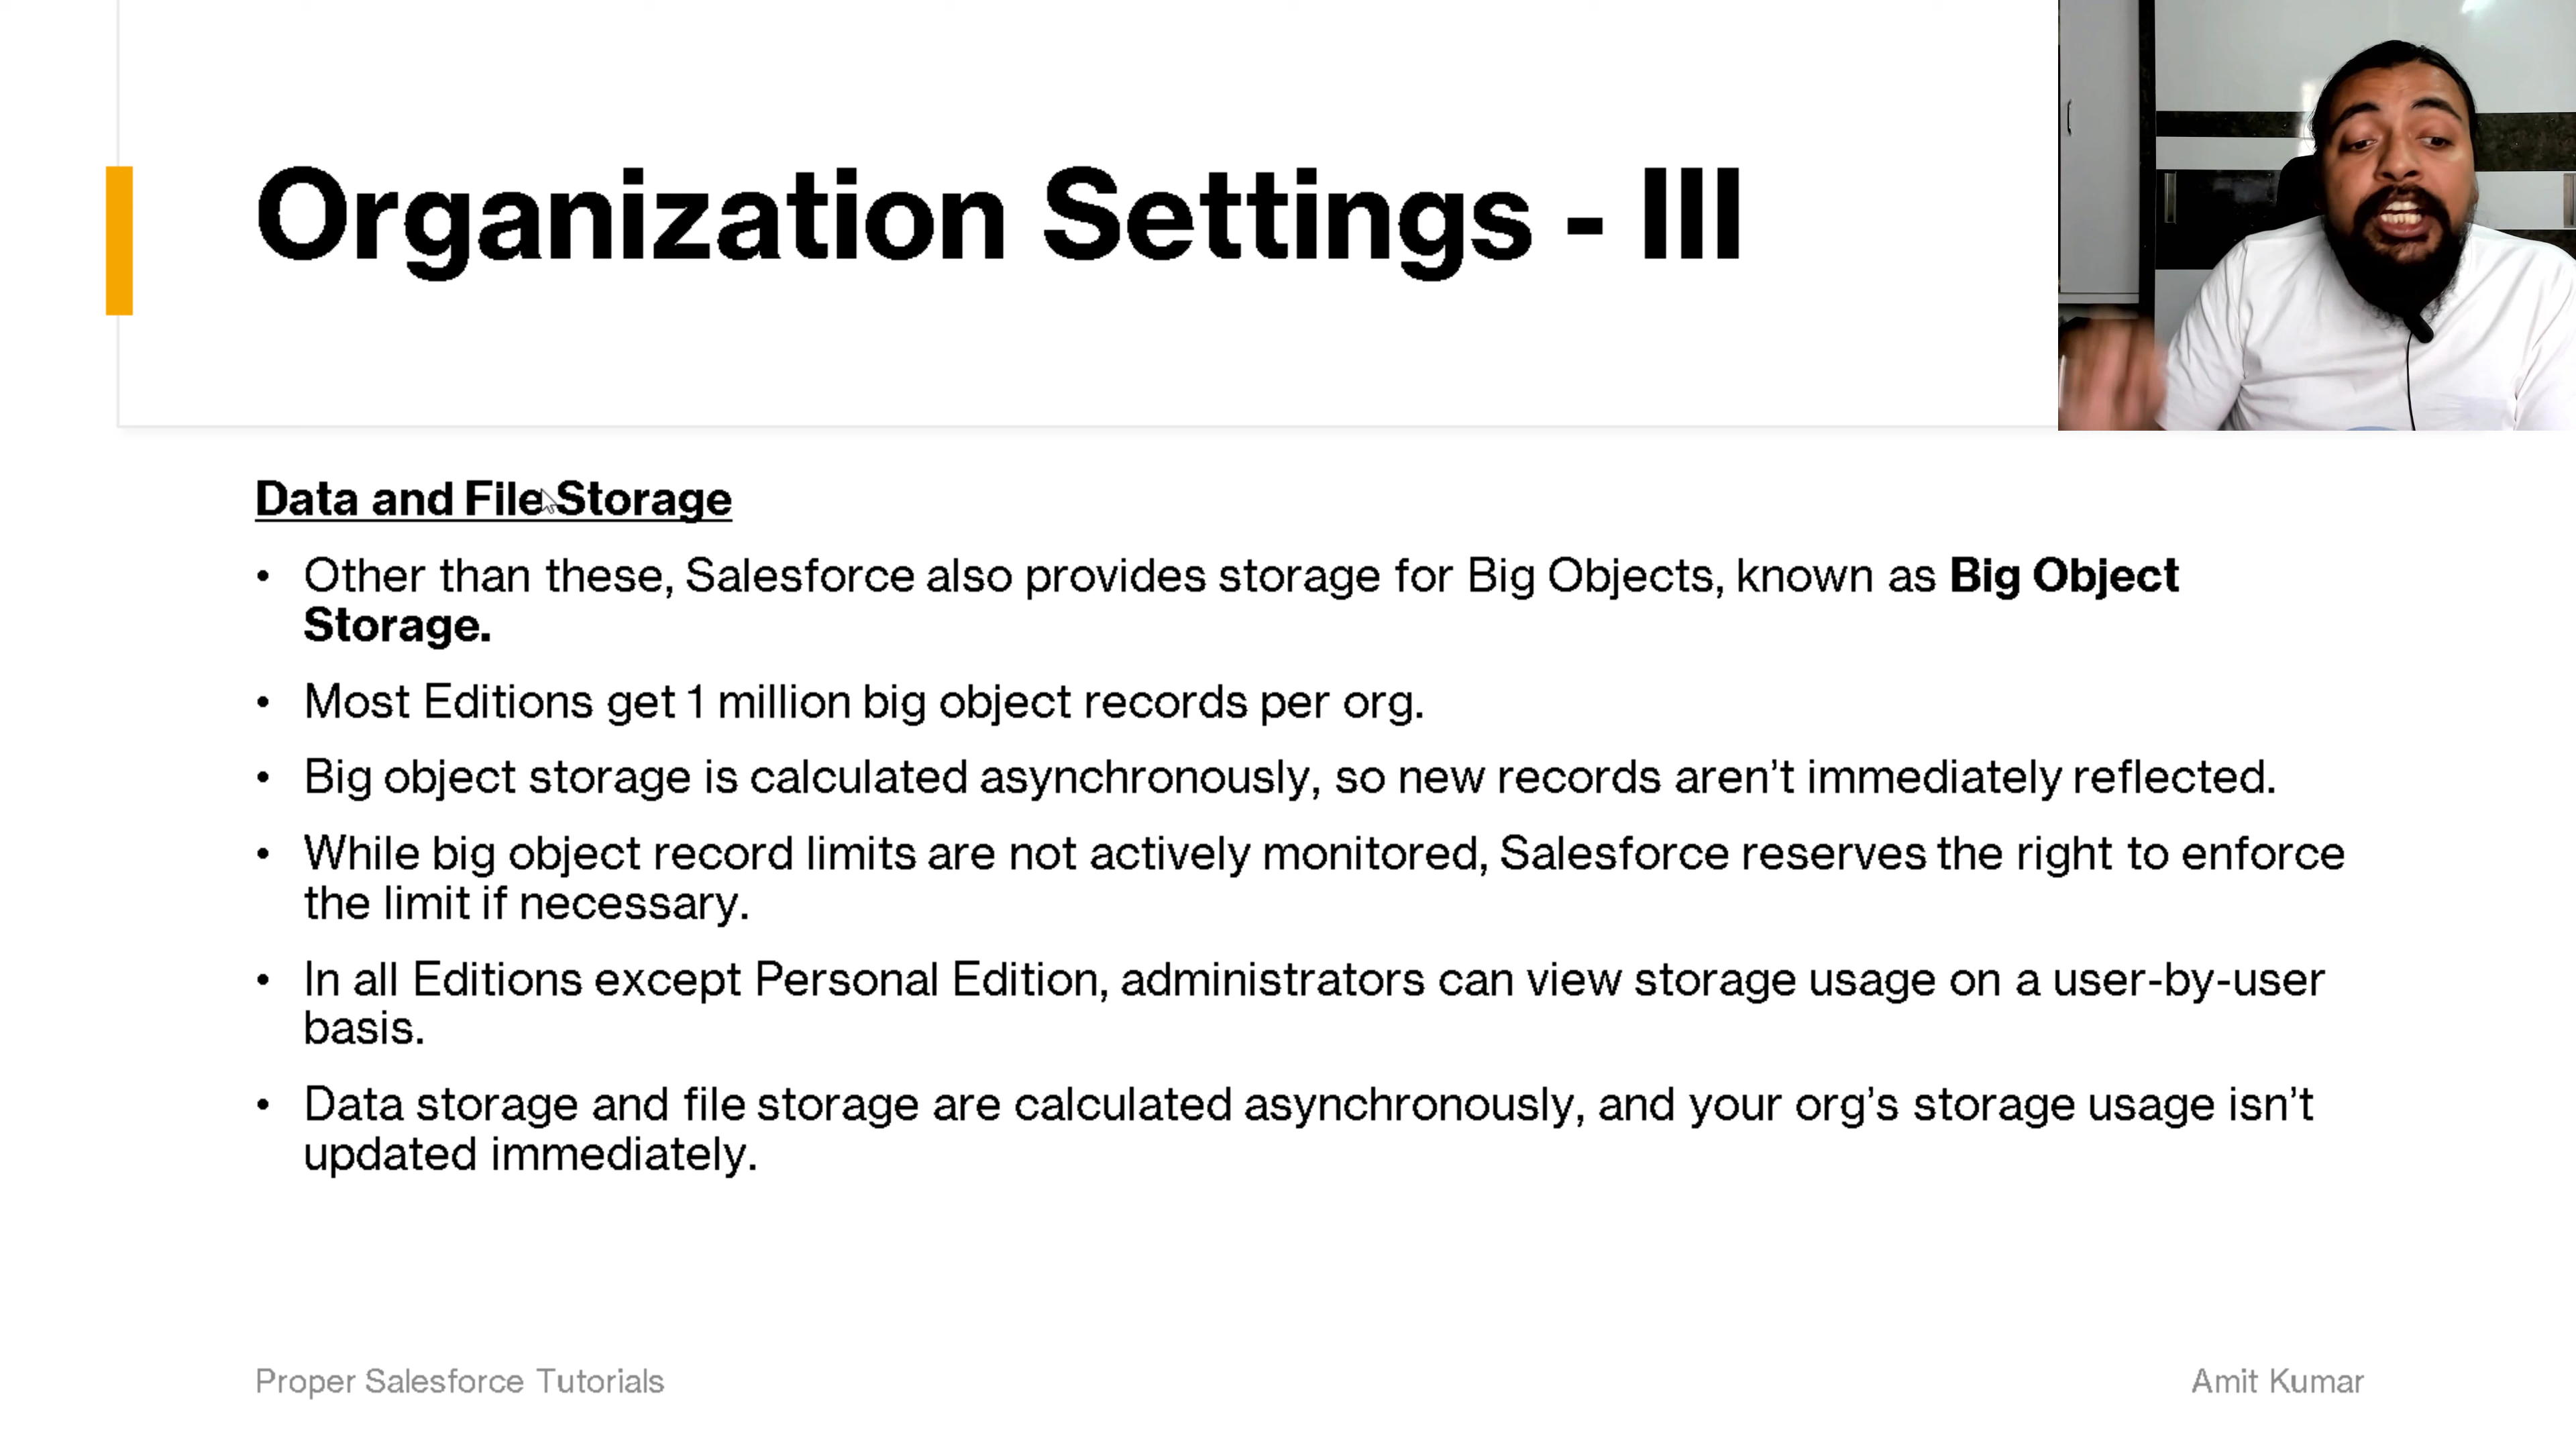 Organization Settings - III
Data and File Storage
• Other than these, Salesforce also provides storage for Big Objects, known as Big Object
Storage.
• Most Editions get 1 million big object records per org.
• Big object storage is calculated asynchronously, so new records aren't immediately reflected.
• While big object record limits are not actively monitored, Salesforce reserves the right to enforce
the limit if necessary.
• In all Editions except Personal Edition, administrators can view storage usage on a user-by-user
basis.
• Data storage and file storage are calculated asynchronously, and your org's storage usage isn't
updated immediately.
Proper Salesforce Tutorials
Amit Kumar